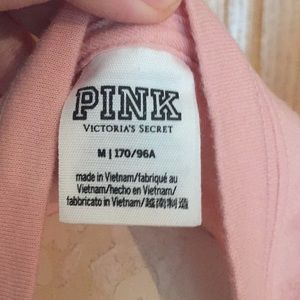 PINK
VICTORIA'S SECRET
M | 170/96A
made in Vietnam/fabriqué au
Vietnam/hecho en Vietnam/
fabbricato in Vietnam/越南制造